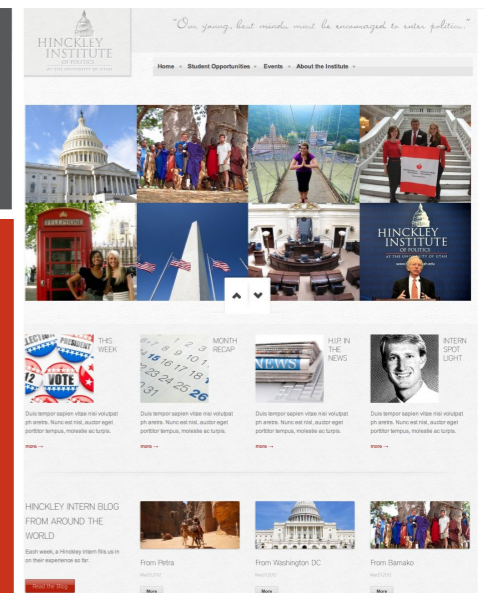 "Our young, best minds must be encouraged to enter politics."
HINCKLEY
INSTITUTE
OF POLITICS
AT THE UNIVERSITY OF UTAH
Home Student Opportunities Events About the Institute
TELEPHONE
HINCKLEY
INSTITUTE
OF POLITICS
AT THE UNIVERSITY OF UTAH
ELECTION
PRESIDENT
12 VOTE
THIS
WEEK
MONTH
RECAP
NEWS
H.I.P. IN
THE
NEWS
INTERN
SPOT
LIGHT
Duis tempor sapien vitae nisi volutpat
ph aretra. Nunc est nisl, auctor eget
porttitor tempus, molestie ac turpis.
more →
Duis tempor sapien vitae nisi volutpat
ph aretra. Nunc est nisl, auctor eget
porttitor tempus, molestie ac turpis.
more →
Duis tempor sapien vitae nisi volutpat
ph aretra. Nunc est nisl, auctor eget
porttitor tempus, molestie ac turpis.
more →
Duis tempor sapien vitae nisi volutpat
ph aretra. Nunc est nisl, auctor eget
porttitor tempus, molestie ac turpis.
more →
HINCKLEY INTERN BLOG
FROM AROUND THE
WORLD
Each week, a Hinckley intern fills us in
on their experience so far.
Read the Blog
From Petra
More
From Washington DC
More
From Bamako
More